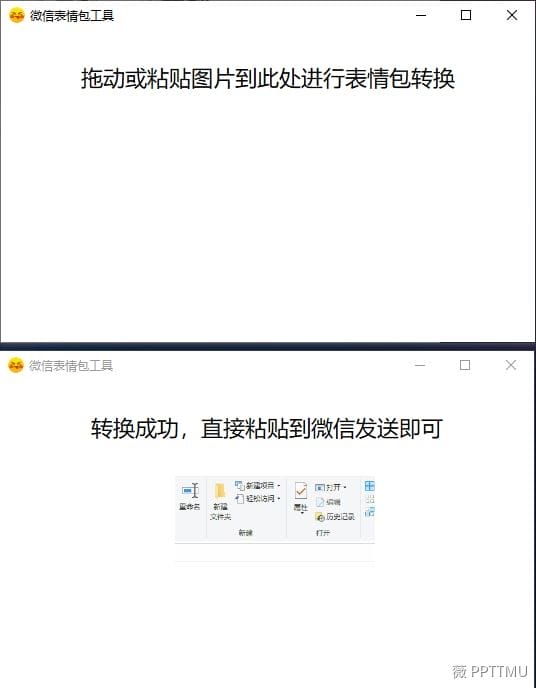 微信表情包工具
拖动或粘贴图片到此处进行表情包转换
微信表情包工具
转换成功，直接粘贴到微信发送即可
重命名
新建
文件夹
新建项目
轻松访问
新建
属性
打开
编辑
历史记录
打开
薇 PPTTMU